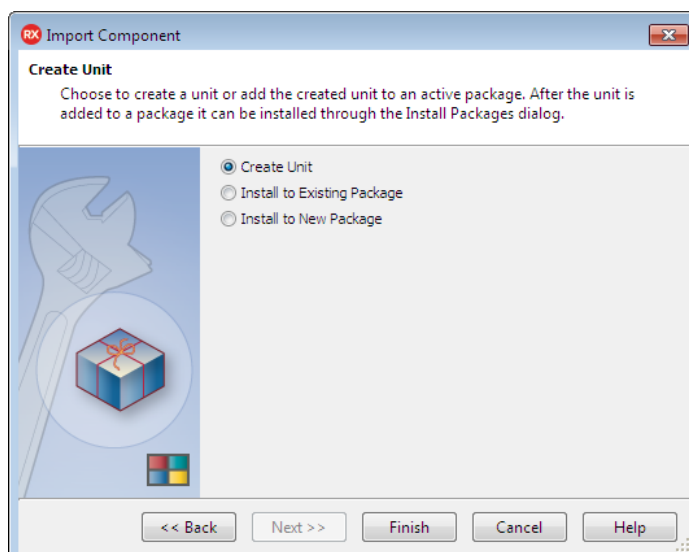 RX Import Component
Create Unit
Choose to create a unit or add the created unit to an active package. After the unit is
added to a package it can be installed through the Install Packages dialog.
Create Unit
Install to Existing Package
Install to New Package
<< Back Next >> Finish Cancel Help